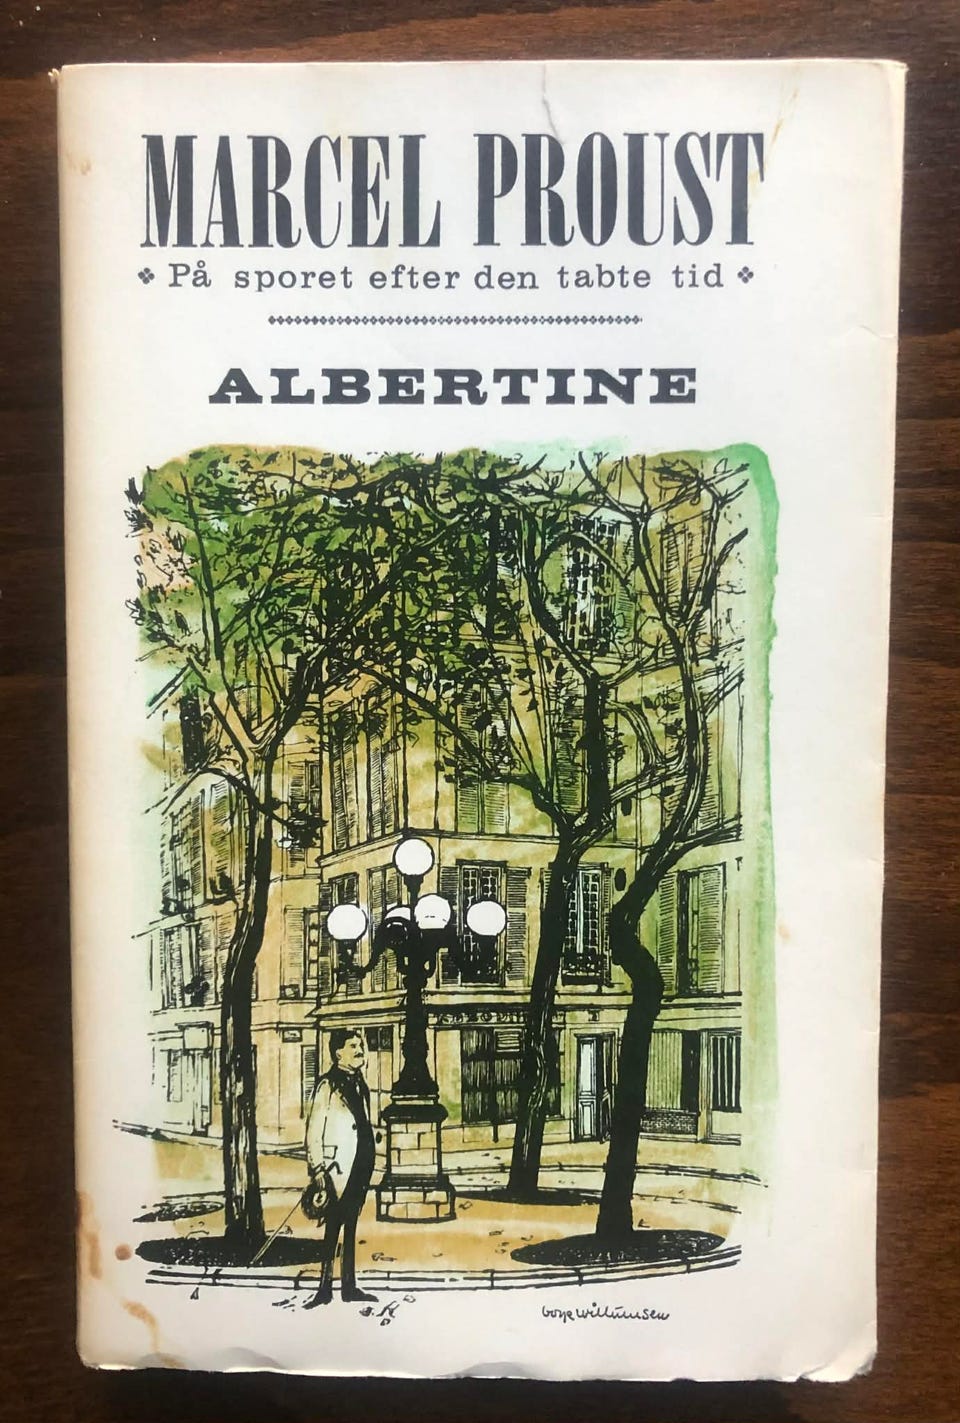 MARCEL PROUST
På sporet efter den tabte tid
ALBERTINE